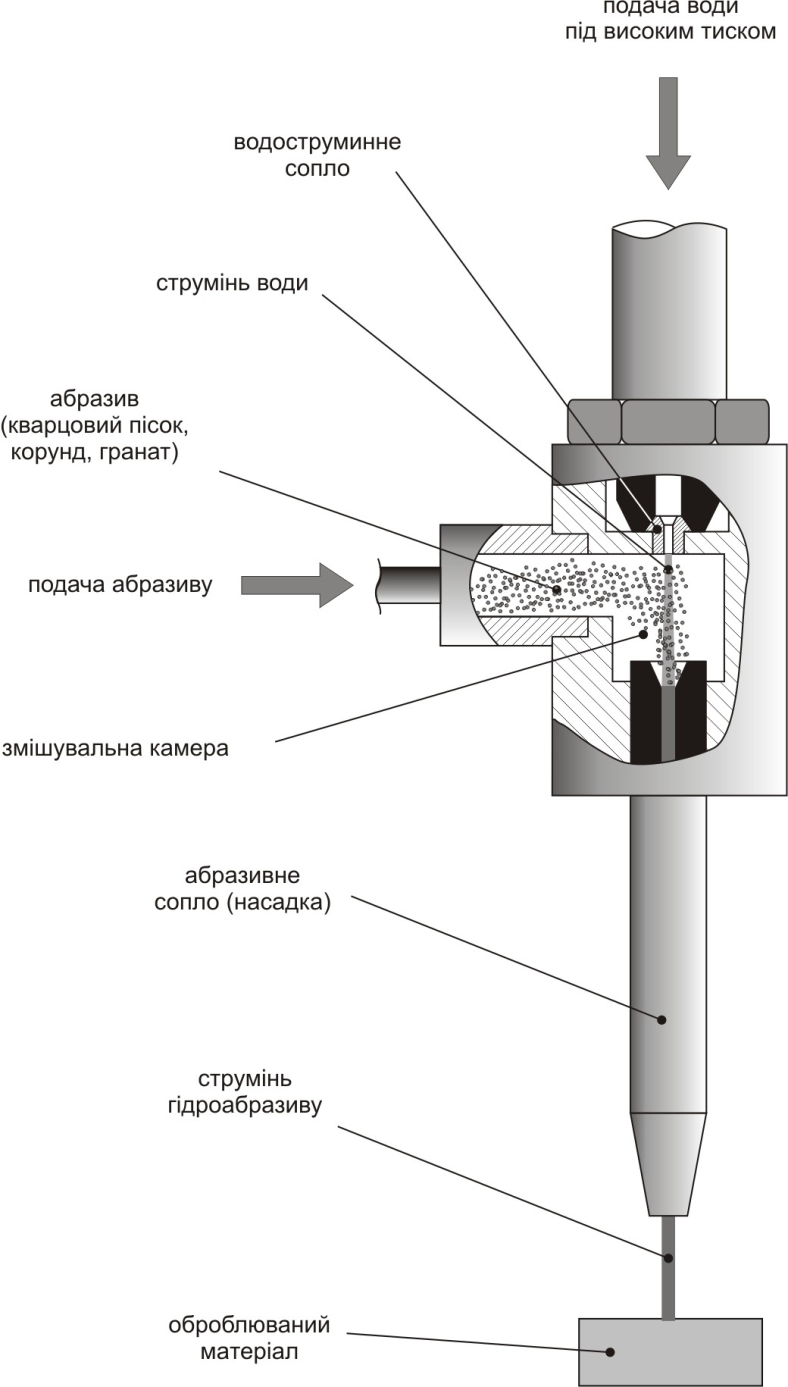 подача води
під високим тиском
водоструминне
сопло
струмінь води
абразив
(кварцовий пісок,
корунд, гранат)
подача абразиву
змішувальна камера
абразивне
сопло (насадка)
струмінь
гідроабразиву
оброблюваний
матеріал